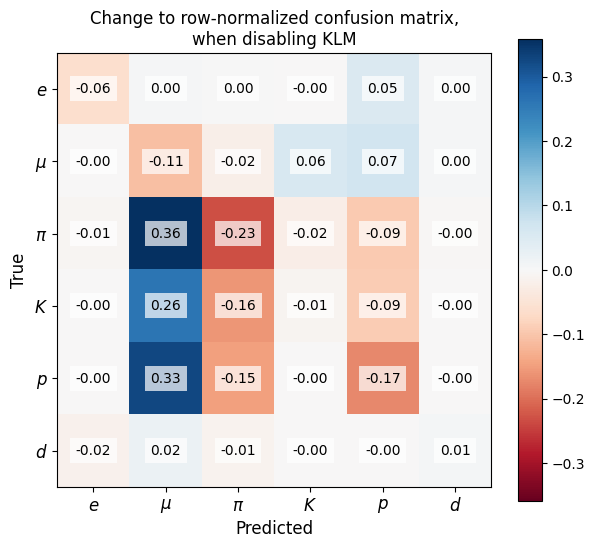 Change to row-normalized confusion matrix,
when disabling KLM
e -0.06 0.00 0.00 -0.00 0.05 0.00
μ -0.00 -0.11 -0.02 0.06 0.07 0.00
π -0.01 0.36 -0.23 -0.02 -0.09 -0.00
K -0.00 0.26 -0.16 -0.01 -0.09 -0.00
p -0.00 0.33 -0.15 -0.00 -0.17 -0.00
d -0.02 0.02 -0.01 -0.00 -0.00 0.01
e μ π K p d
Predicted
True
0.3
0.2
0.1
0.0
−0.1
−0.2
−0.3